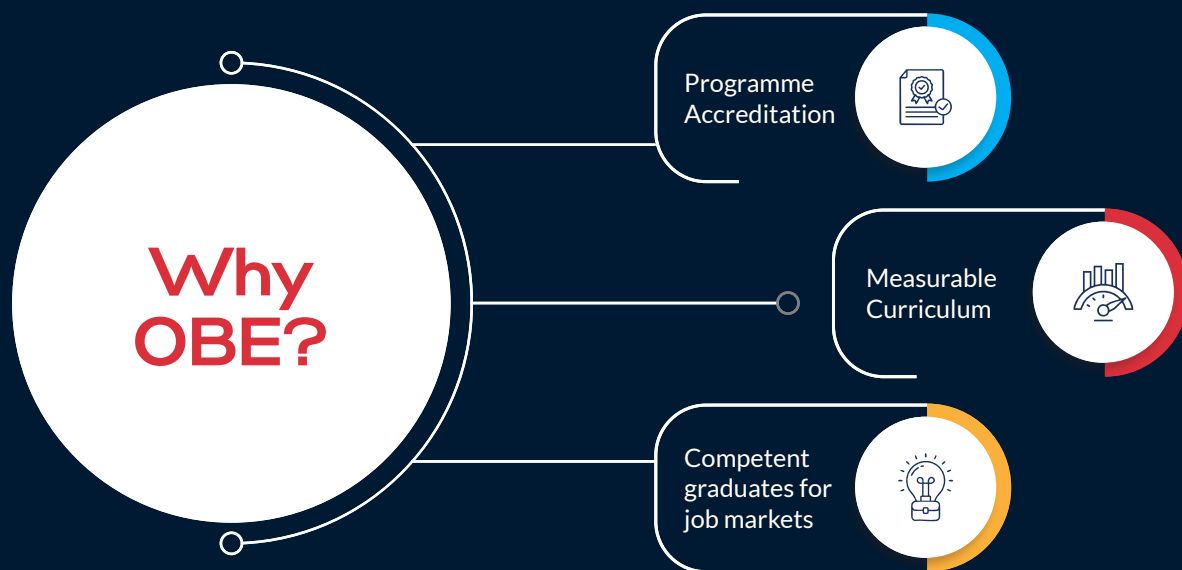 Why
OBE?
Programme
Accreditation
Measurable
Curriculum
Competent
graduates for
job markets